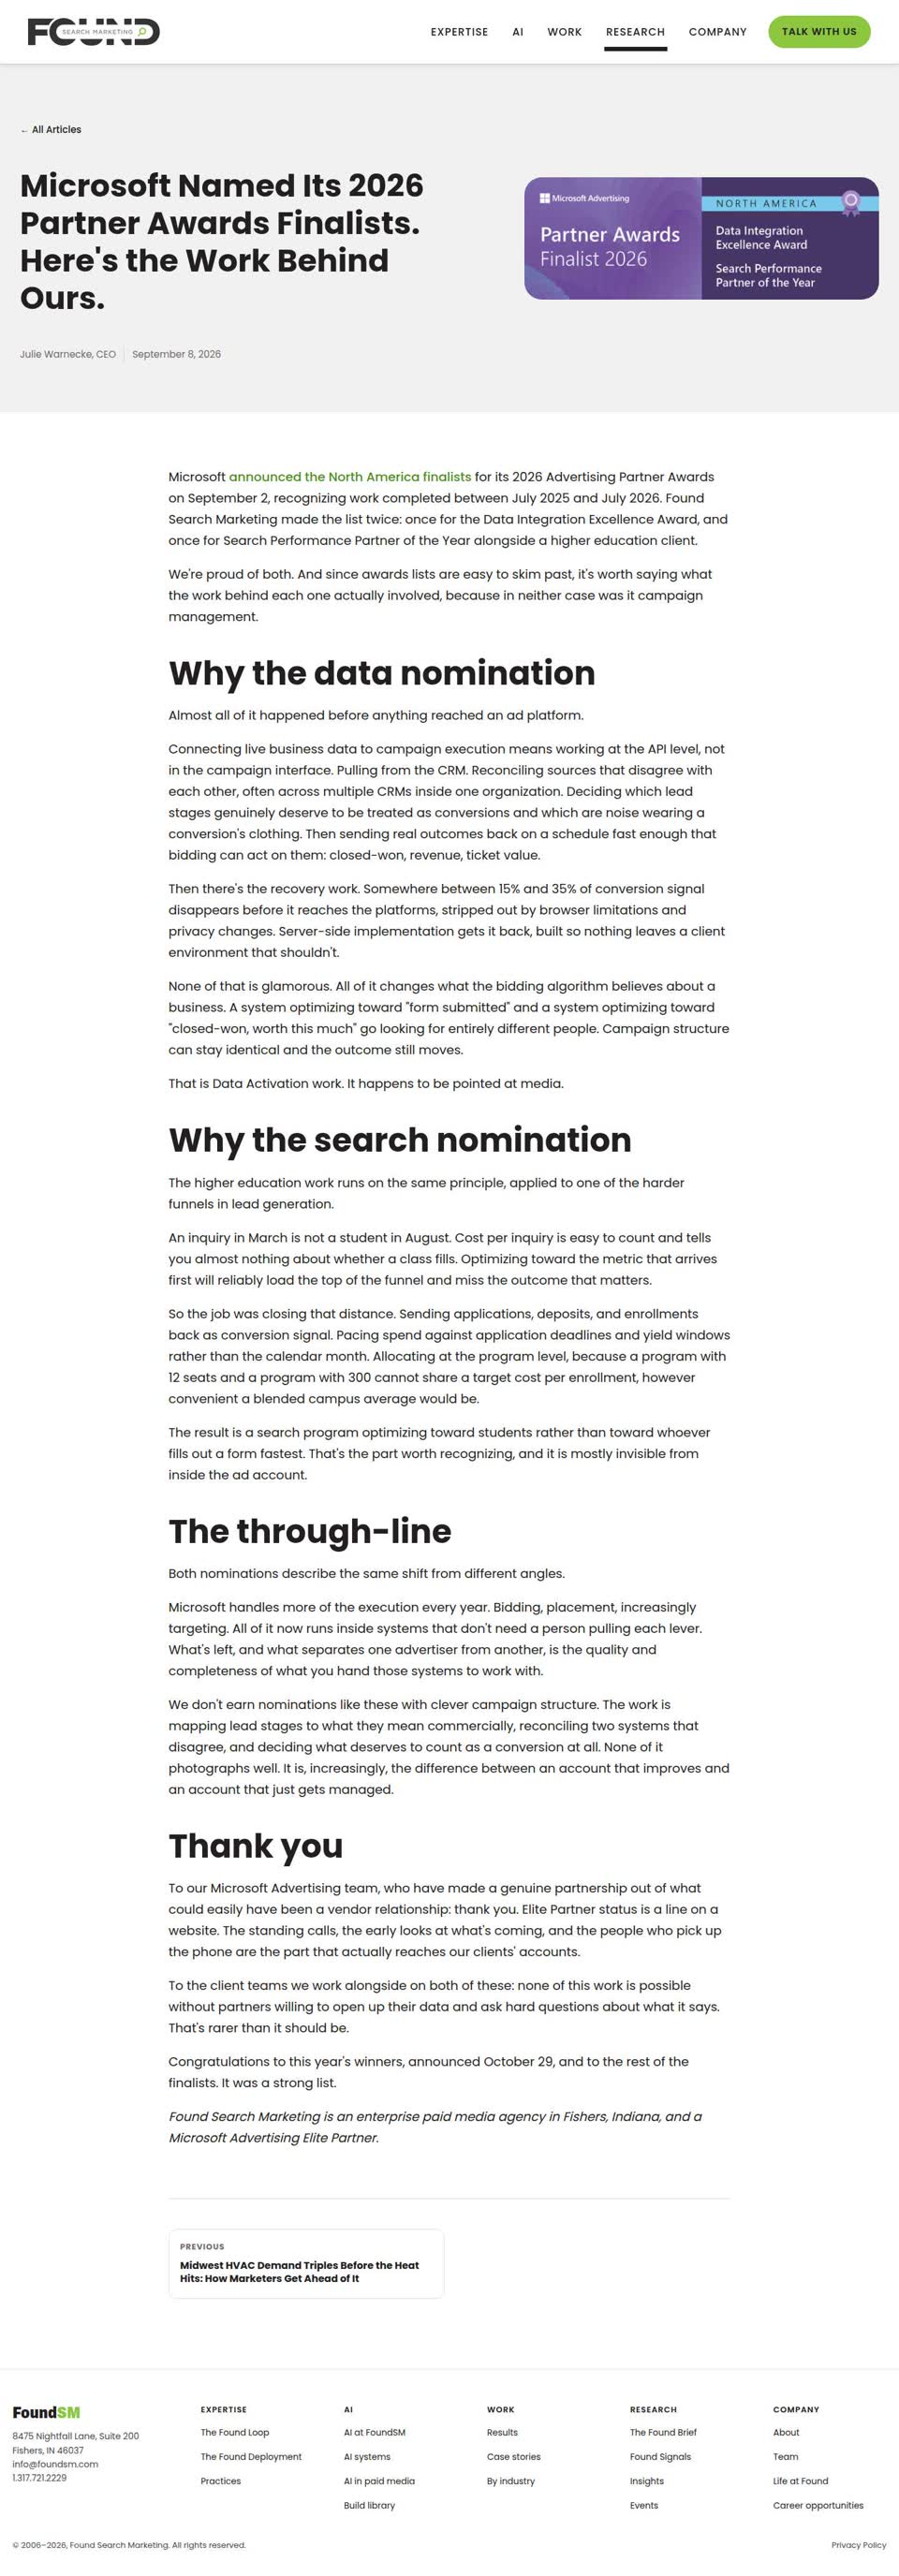 FOUND
SEARCH MARKETING
EXPERTISE
AI
WORK
RESEARCH
COMPANY
TALK WITH US
← All Articles
Microsoft Named Its 2026
Partner Awards Finalists.
Here's the Work Behind
Ours.
Julie Warnecke, CEO
September 8, 2026
Microsoft Advertising
Partner Awards
Finalist 2026
NORTH AMERICA
Data Integration
Excellence Award
Search Performance
Partner of the Year
Microsoft announced the North America finalists for its 2026 Advertising Partner Awards
on September 2, recognizing work completed between July 2025 and July 2026. Found
Search Marketing made the list twice: once for the Data Integration Excellence Award, and
once for Search Performance Partner of the Year alongside a higher education client.
We're proud of both. And since awards lists are easy to skim past, it's worth saying what
the work behind each one actually involved, because in neither case was it campaign
management.
Why the data nomination
Almost all of it happened before anything reached an ad platform.
Connecting live business data to campaign execution means working at the API level, not
in the campaign interface. Pulling from the CRM. Reconciling sources that disagree with
each other, often across multiple CRMs inside one organization. Deciding which lead
stages genuinely deserve to be treated as conversions and which are noise wearing a
conversion's clothing. Then sending real outcomes back on a schedule fast enough that
bidding can act on them: closed-won, revenue, ticket value.
Then there's the recovery work. Somewhere between 15% and 35% of conversion signal
disappears before it reaches the platforms, stripped out by browser limitations and
privacy changes. Server-side implementation gets it back, built so nothing leaves a client
environment that shouldn't.
None of that is glamorous. All of it changes what the bidding algorithm believes about a
business. A system optimizing toward "form submitted" and a system optimizing toward
"closed-won, worth this much" go looking for entirely different people. Campaign structure
can stay identical and the outcome still moves.
That is Data Activation work. It happens to be pointed at media.
Why the search nomination
The higher education work runs on the same principle, applied to one of the harder
funnels in lead generation.
An inquiry in March is not a student in August. Cost per inquiry is easy to count and tells
you almost nothing about whether a class fills. Optimizing toward the metric that arrives
first will reliably load the top of the funnel and miss the outcome that matters.
So the job was closing that distance. Sending applications, deposits, and enrollments
back as conversion signal. Pacing spend against application deadlines and yield windows
rather than the calendar month. Allocating at the program level, because a program with
12 seats and a program with 300 cannot share a target cost per enrollment, however
convenient a blended campus average would be.
The result is a search program optimizing toward students rather than toward whoever
fills out a form fastest. That's the part worth recognizing, and it is mostly invisible from
inside the ad account.
The through-line
Both nominations describe the same shift from different angles.
Microsoft handles more of the execution every year. Bidding, placement, increasingly
targeting. All of it now runs inside systems that don't need a person pulling each lever.
What's left, and what separates one advertiser from another, is the quality and
completeness of what you hand those systems to work with.
We don't earn nominations like these with clever campaign structure. The work is
mapping lead stages to what they mean commercially, reconciling two systems that
disagree, and deciding what deserves to count as a conversion at all. None of it
photographs well. It is, increasingly, the difference between an account that improves and
an account that just gets managed.
Thank you
To our Microsoft Advertising team, who have made a genuine partnership out of what
could easily have been a vendor relationship: thank you. Elite Partner status is a line on a
website. The standing calls, the early looks at what's coming, and the people who pick up
the phone are the part that actually reaches our clients' accounts.
To the client teams we work alongside on both of these: none of this work is possible
without partners willing to open up their data and ask hard questions about what it says.
That's rarer than it should be.
Congratulations to this year's winners, announced October 29, and to the rest of the
finalists. It was a strong list.
Found Search Marketing is an enterprise paid media agency in Fishers, Indiana, and a
Microsoft Advertising Elite Partner.
PREVIOUS
Midwest HVAC Demand Triples Before the Heat
Hits: How Marketers Get Ahead of It
FoundSM
8475 Nightfall Lane, Suite 200
Fishers, IN 46037
info@foundsm.com
1.317.721.2229
EXPERTISE
The Found Loop
The Found Deployment
Practices
AI
AI at FoundSM
AI systems
AI in paid media
Build library
WORK
Results
Case stories
By industry
RESEARCH
The Found Brief
Found Signals
Insights
Events
COMPANY
About
Team
Life at Found
Career opportunities
© 2006–2026, Found Search Marketing. All rights reserved.
Privacy Policy